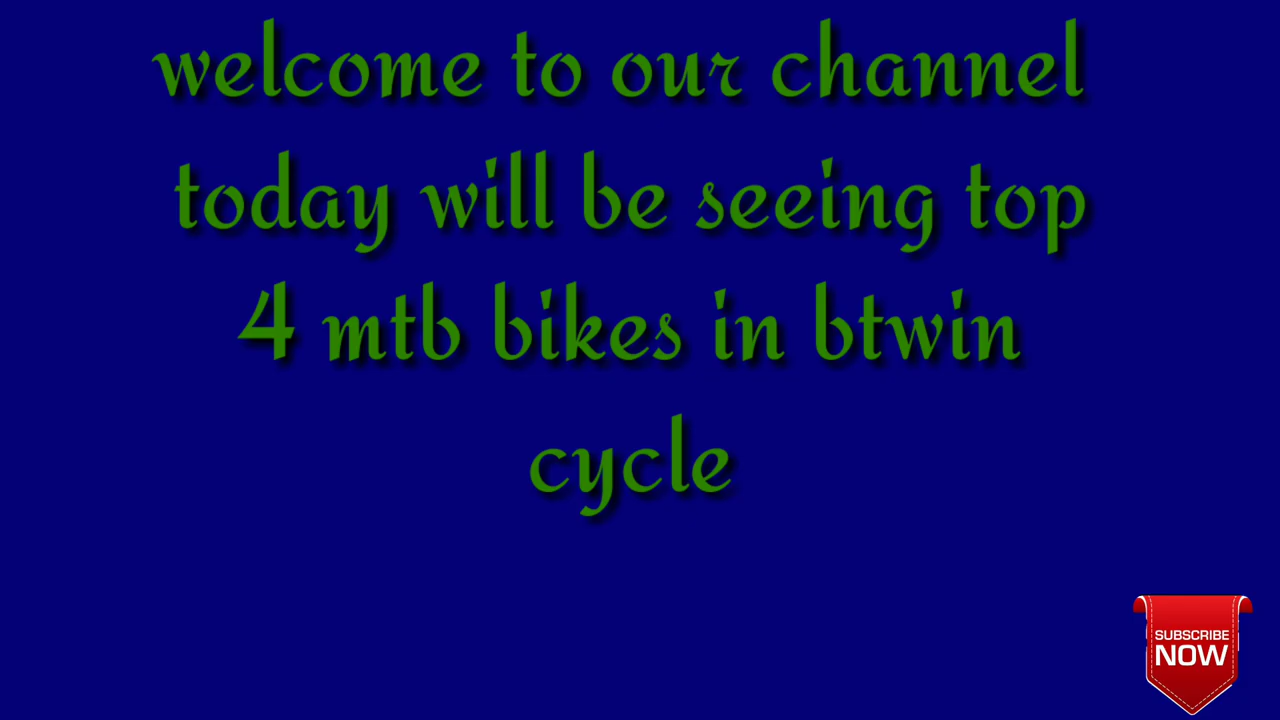 welcome to our channel
today will be seeing top
4 mtb bikes in btwin
cycle
SUBSCRIBE
NOW